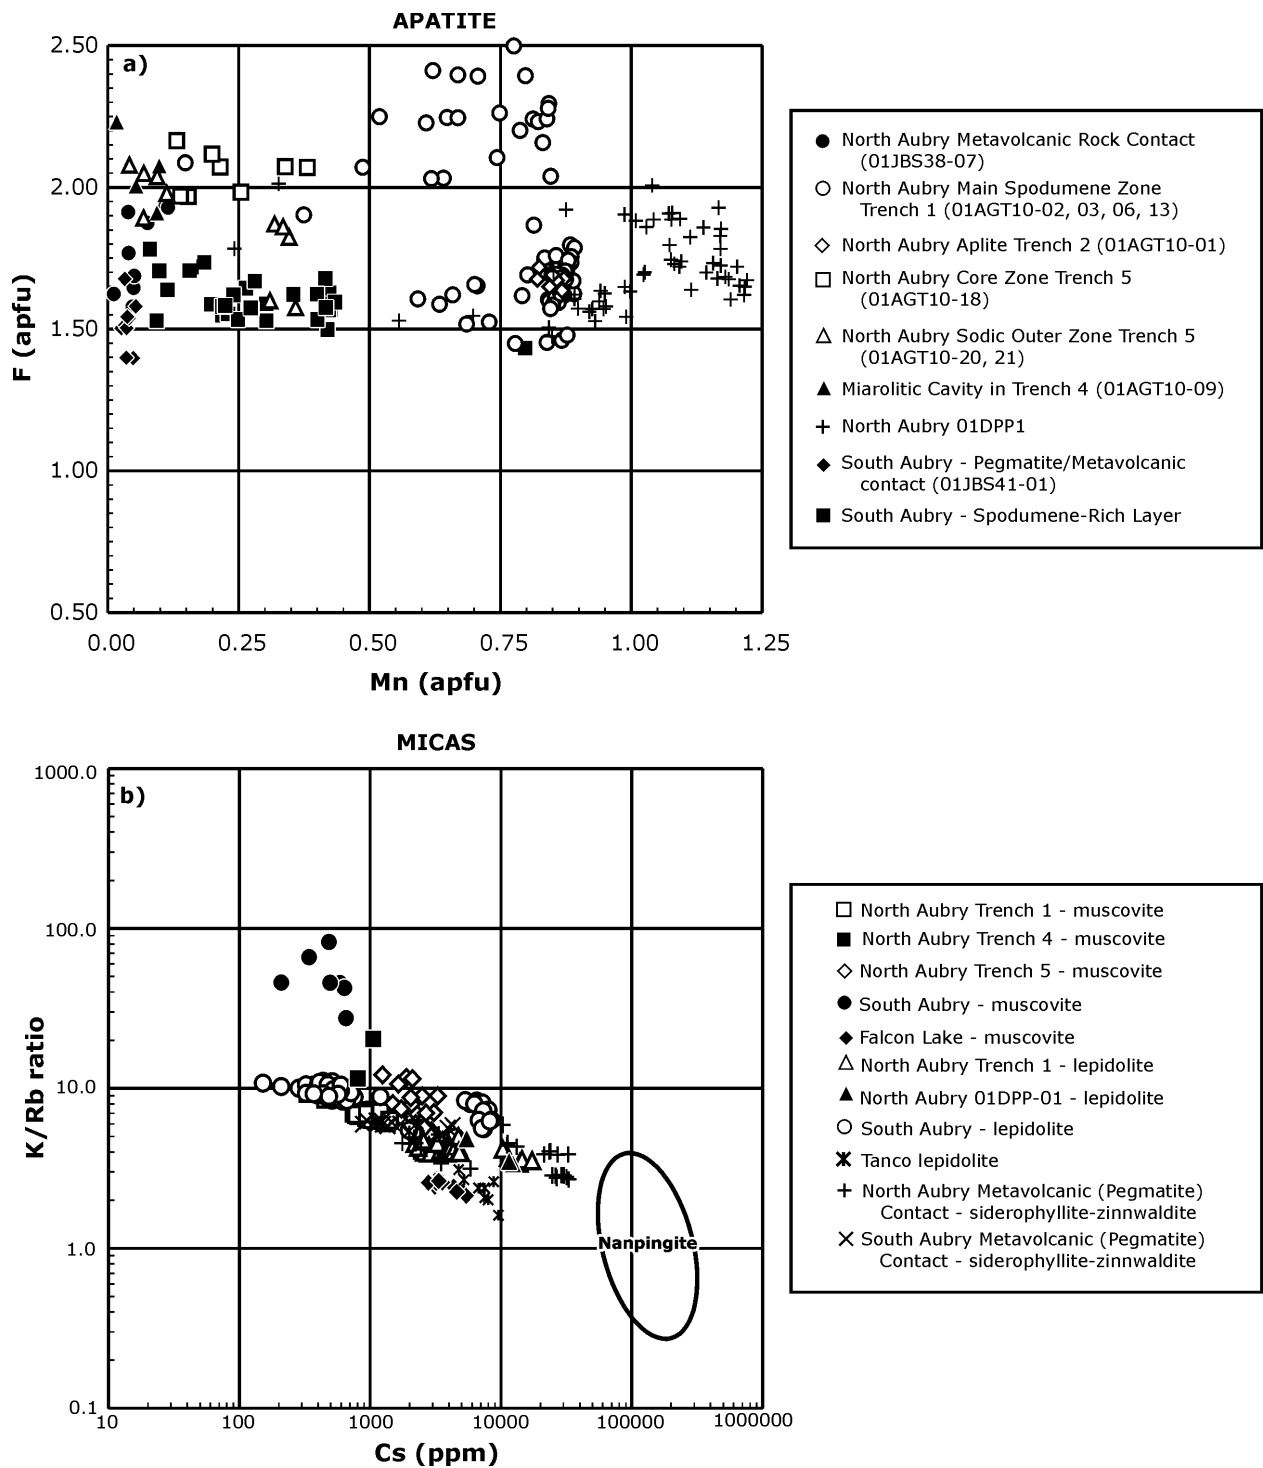 APATITE
a)
2.50
2.00
1.50
1.00
0.50
F (apfu)
0.00 0.25 0.50 0.75 1.00 1.25
Mn (apfu)
North Aubry Metavolcanic Rock Contact
(01JBS38-07)
North Aubry Main Spodumene Zone
Trench 1 (01AGT10-02, 03, 06, 13)
North Aubry Aplite Trench 2 (01AGT10-01)
North Aubry Core Zone Trench 5
(01AGT10-18)
North Aubry Sodic Outer Zone Trench 5
(01AGT10-20, 21)
Miarolitic Cavity in Trench 4 (01AGT10-09)
North Aubry 01DPP1
South Aubry - Pegmatite/Metavolcanic
contact (01JBS41-01)
South Aubry - Spodumene-Rich Layer
MICAS
b)
1000.0
100.0
10.0
1.0
0.1
K/Rb ratio
Nanpingite
10 100 1000 10000 100000 1000000
Cs (ppm)
North Aubry Trench 1 - muscovite
North Aubry Trench 4 - muscovite
North Aubry Trench 5 - muscovite
South Aubry - muscovite
Falcon Lake - muscovite
North Aubry Trench 1 - lepidolite
North Aubry 01DPP-01 - lepidolite
South Aubry - lepidolite
Tanco lepidolite
North Aubry Metavolcanic (Pegmatite)
Contact - siderophyllite-zinnwaldite
South Aubry Metavolcanic (Pegmatite)
Contact - siderophyllite-zinnwaldite